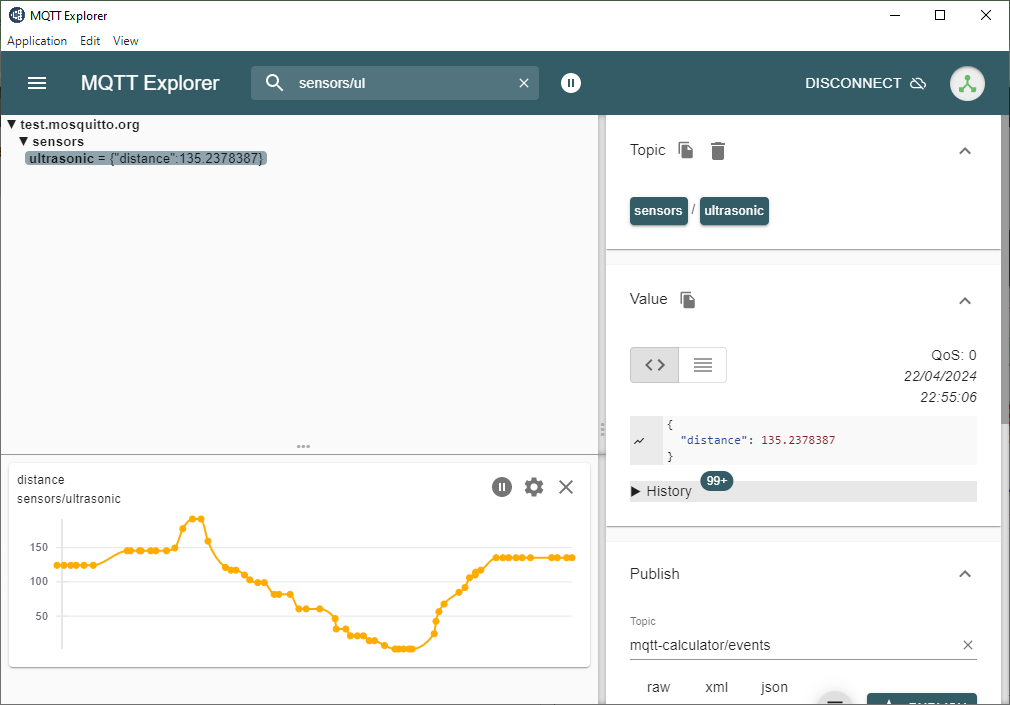 MQTT Explorer
Application Edit View
MQTT Explorer sensors/ul DISCONNECT
test.mosquitto.org
sensors
ultrasonic = {"distance":135.2378387}
Topic
sensors / ultrasonic
Value
QoS: 0
22/04/2024
22:55:06
{
"distance": 135.2378387
}
History 99+
distance
sensors/ultrasonic
150
100
50
Publish
Topic
mqtt-calculator/events
raw xml json
PUBLISH